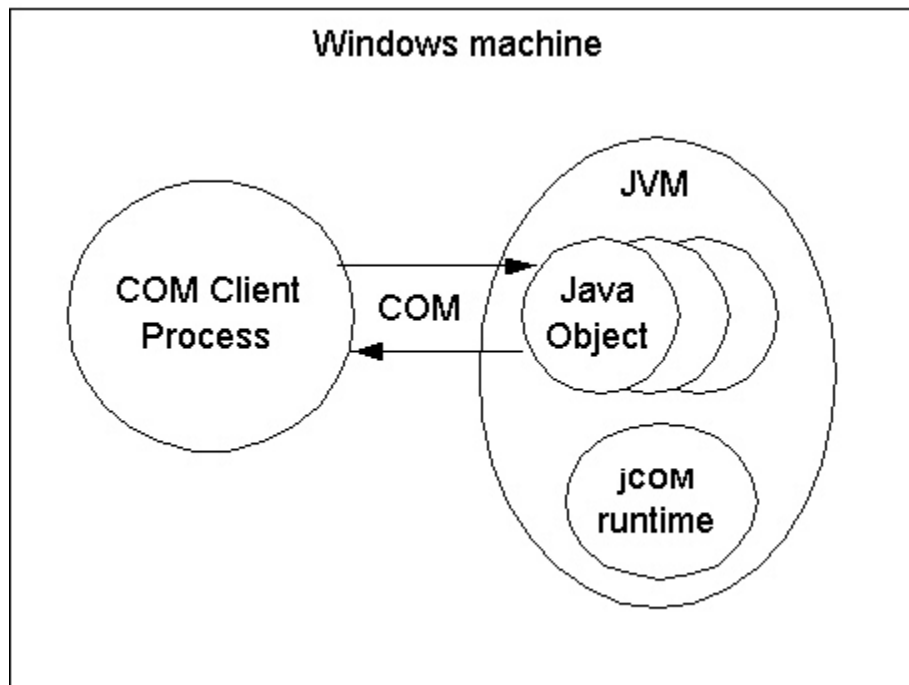 Windows machine
JVM
COM Client
Process
COM
Java
Object
jCOM
runtime